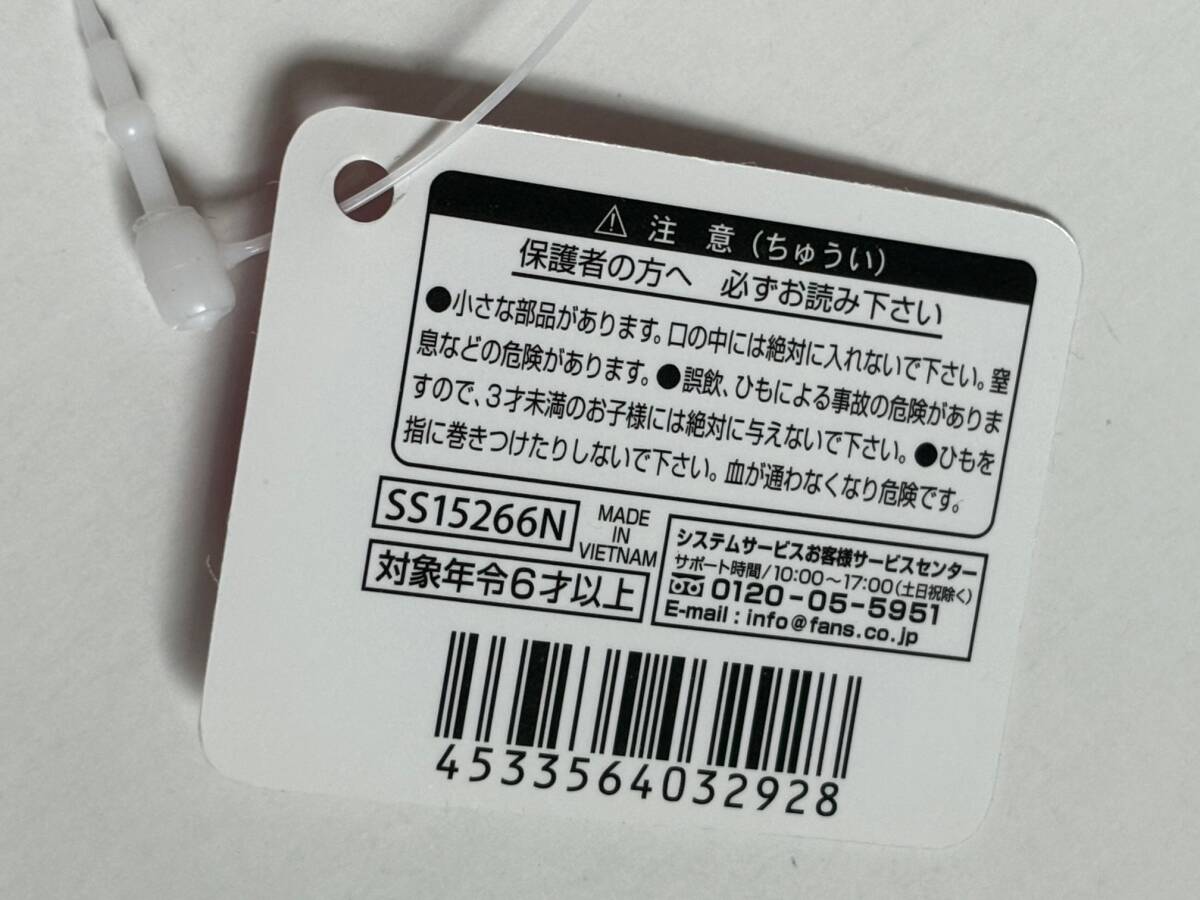 ⚠ 注 意 (ちゅうい)
保護者の方へ 必ずお読み下さい
●小さな部品があります。口の中には絶対に入れないで下さい。窒
息などの危険があります。●誤飲、ひもによる事故の危険がありま
すので、3才未満のお子様には絶対に与えないで下さい。●ひもを
指に巻きつけたりしないで下さい。血が通わなくなり危険です。
SS15266N
MADE
IN
VIETNAM
対象年令6才以上
システムサービスお客様サービスセンター
サポート時間/10:00〜17:00(土日祝除く)
0120-05-5951
E-mail : info@fans.co.jp
4533564032928